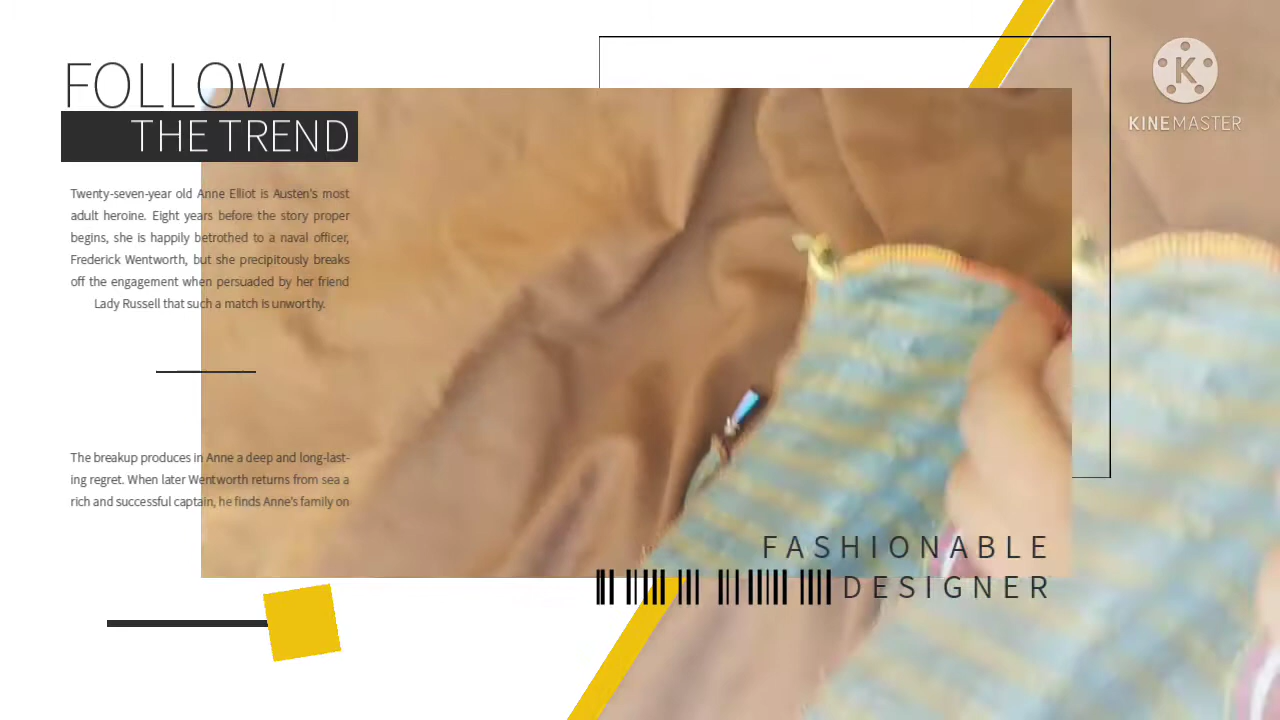 FOLLOW
THE TREND
Twenty-seven-year old Anne Elliot is Austen's most
adult heroine. Eight years before the story proper
begins, she is happily betrothed to a naval officer,
Frederick Wentworth, but she precipitously breaks
off the engagement when persuaded by her friend
Lady Russell that such a match is unworthy.
The breakup produces in Anne a deep and long-last-
ing regret. When later Wentworth returns from sea a
rich and successful captain, he finds Anne's family on
FASHIONABLE
DESIGNER
K
KINEMASTER